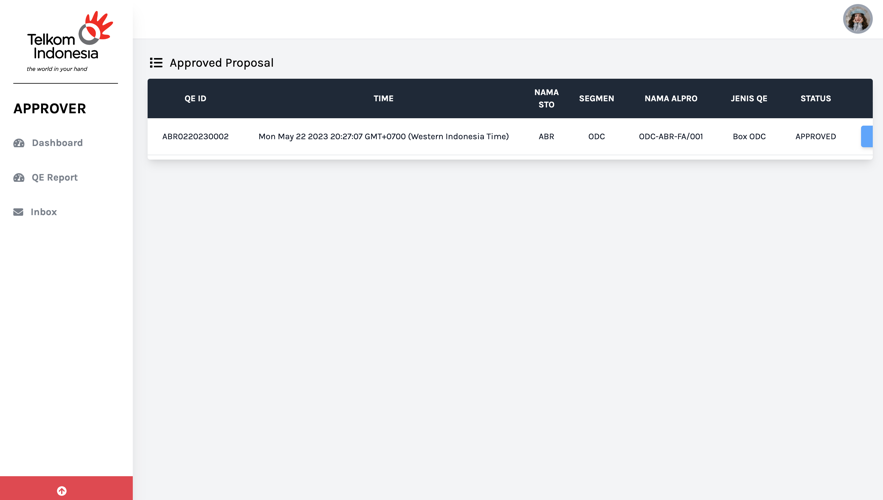 Telkom
Indonesia
the world in your hand
APPROVER
Dashboard
QE Report
Inbox
Approved Proposal
QE ID TIME NAMA STO SEGMEN NAMA ALPRO JENIS QE STATUS
ABR0220230002 Mon May 22 2023 20:27:07 GMT+0700 (Western Indonesia Time) ABR ODC ODC-ABR-FA/001 Box ODC APPROVED